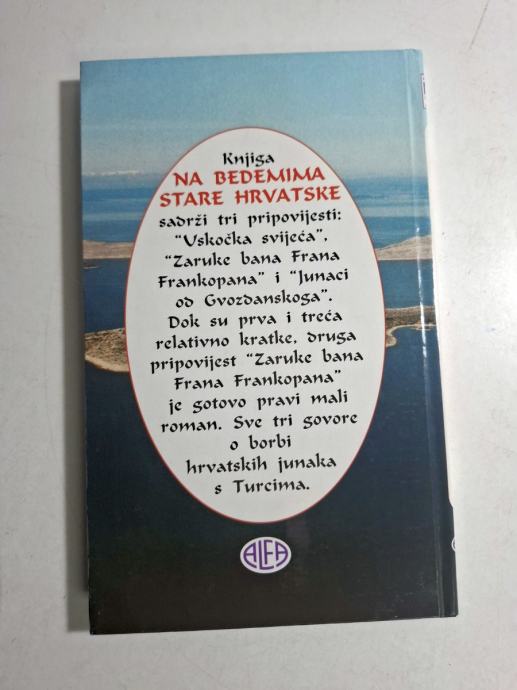 Knjiga
NA BEDEMIMA
STARE HRVATSKE
sadrži tri pripovijesti:
"Uskočka svijeća",
"Zaruke bana Frana
Frankopana" i "Junaci
od Gvozdanskoga".
Dok su prva i treća
relativno kratke, druga
pripovijest "Zaruke bana
Frana Frankopana"
je gotovo pravi mali
roman. Sve tri govore
o borbi
hrvatskih junaka
s Turcima.
ALFA